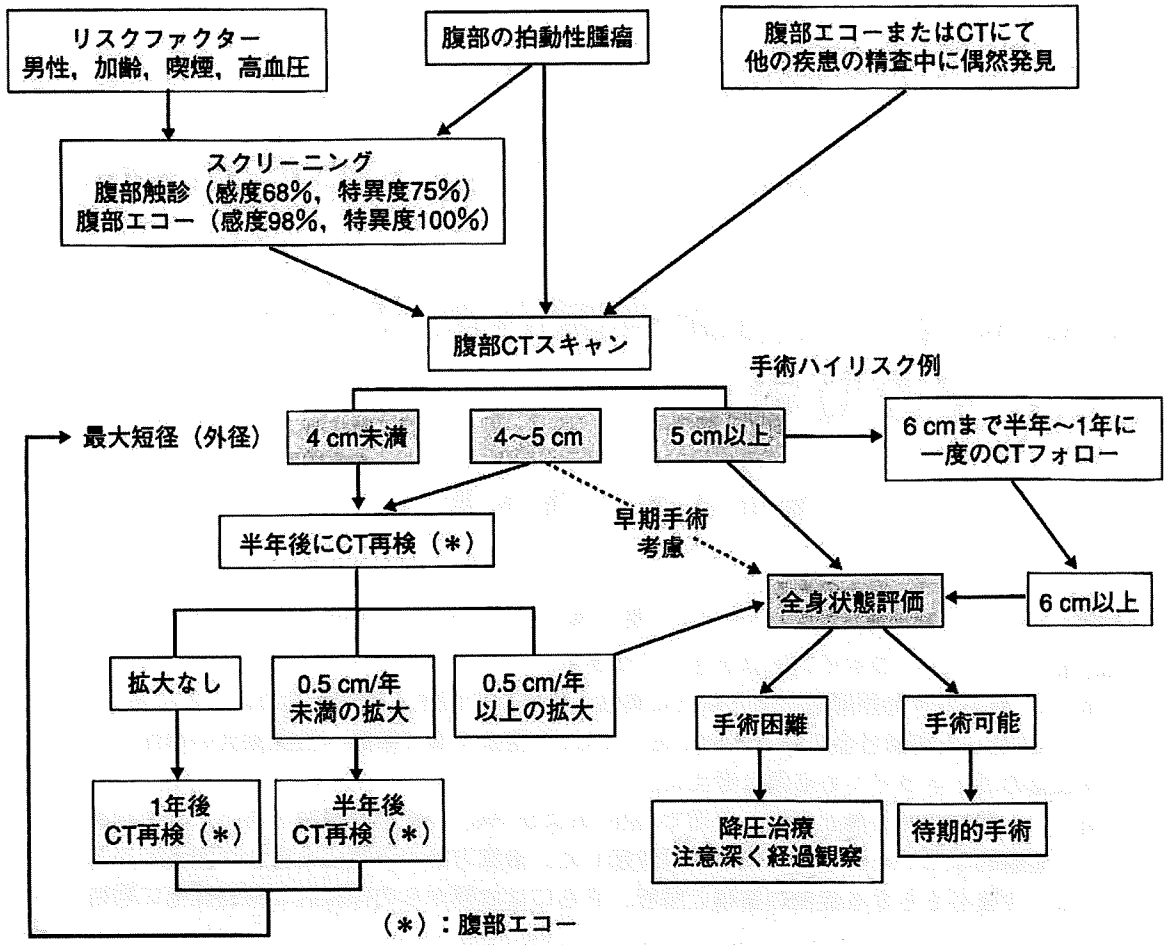 リスクファクター
男性，加齢，喫煙，高血圧
腹部の拍動性腫瘤
腹部エコーまたはCTにて
他の疾患の精査中に偶然発見
スクリーニング
腹部触診（感度68％，特異度75％）
腹部エコー（感度98％，特異度100％）
腹部CTスキャン
手術ハイリスク例
最大短径（外径）
4 cm未満
4～5 cm
5 cm以上
6 cmまで半年～1年に
一度のCTフォロー
半年後にCT再検（＊）
早期手術
考慮
全身状態評価
6 cm以上
拡大なし
0.5 cm/年
未満の拡大
0.5 cm/年
以上の拡大
手術困難
手術可能
1年後
CT再検（＊）
半年後
CT再検（＊）
降圧治療
注意深く経過観察
待期的手術
（＊）：腹部エコー